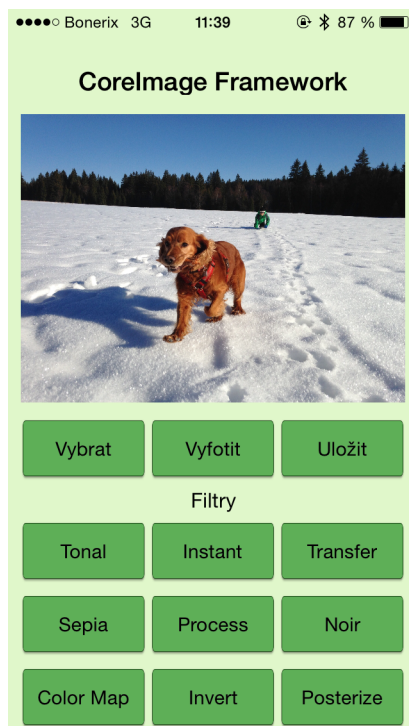 Bonerix 3G 11:39 87 %
CoreImage Framework
Vybrat Vyfotit Uložit
Filtry
Tonal Instant Transfer
Sepia Process Noir
Color Map Invert Posterize